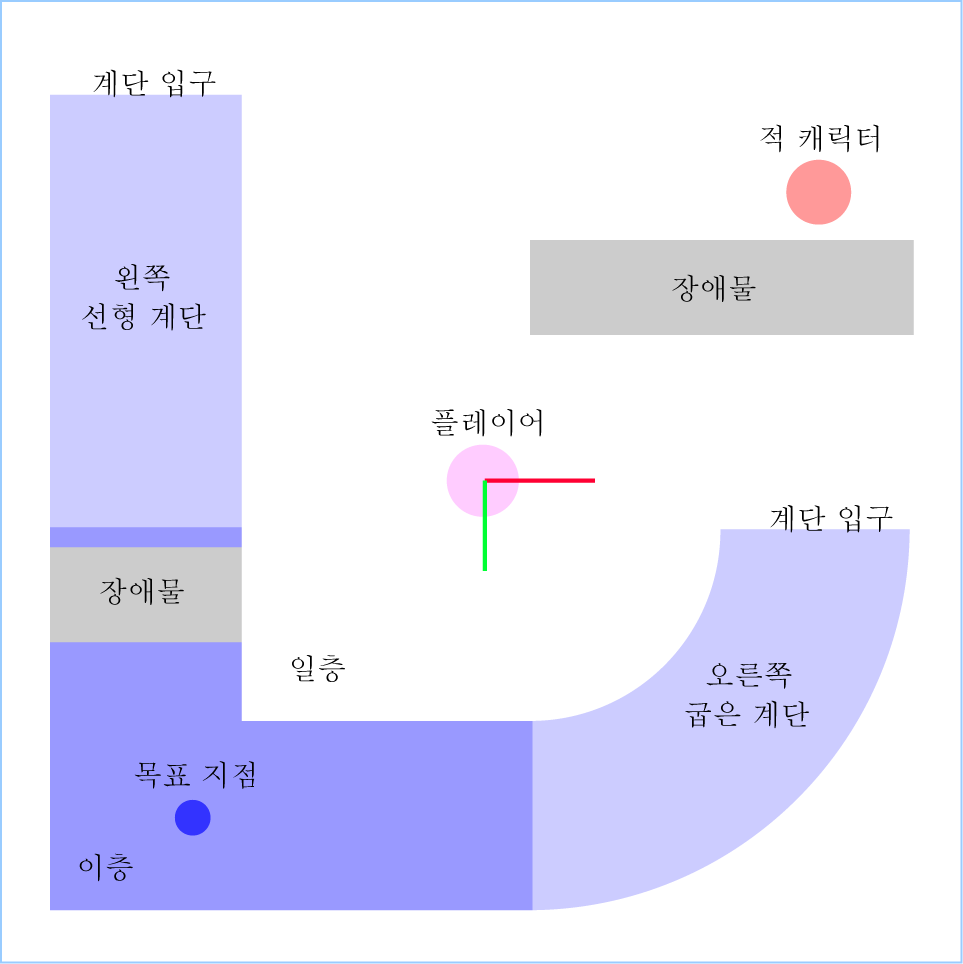 계단 입구
적 캐릭터
왼쪽
선형 계단
장애물
플레이어
계단 입구
장애물
일층
오른쪽
굽은 계단
목표 지점
이층